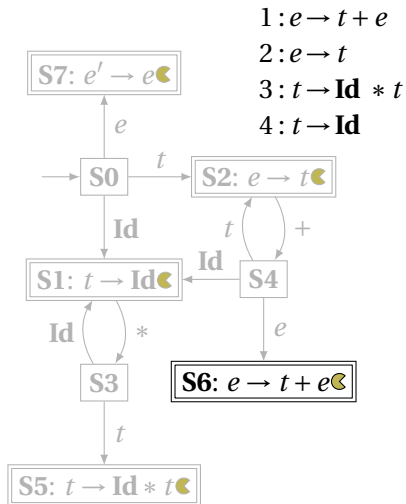 1 : e → t + e
2 : e → t
3 : t → Id * t
4 : t → Id
S7: e′ → e
e
S0
t
S2: e → t
Id
t
+
Id
S4
S1: t → Id
Id
*
e
S3
S6: e → t + e
t
S5: t → Id * t